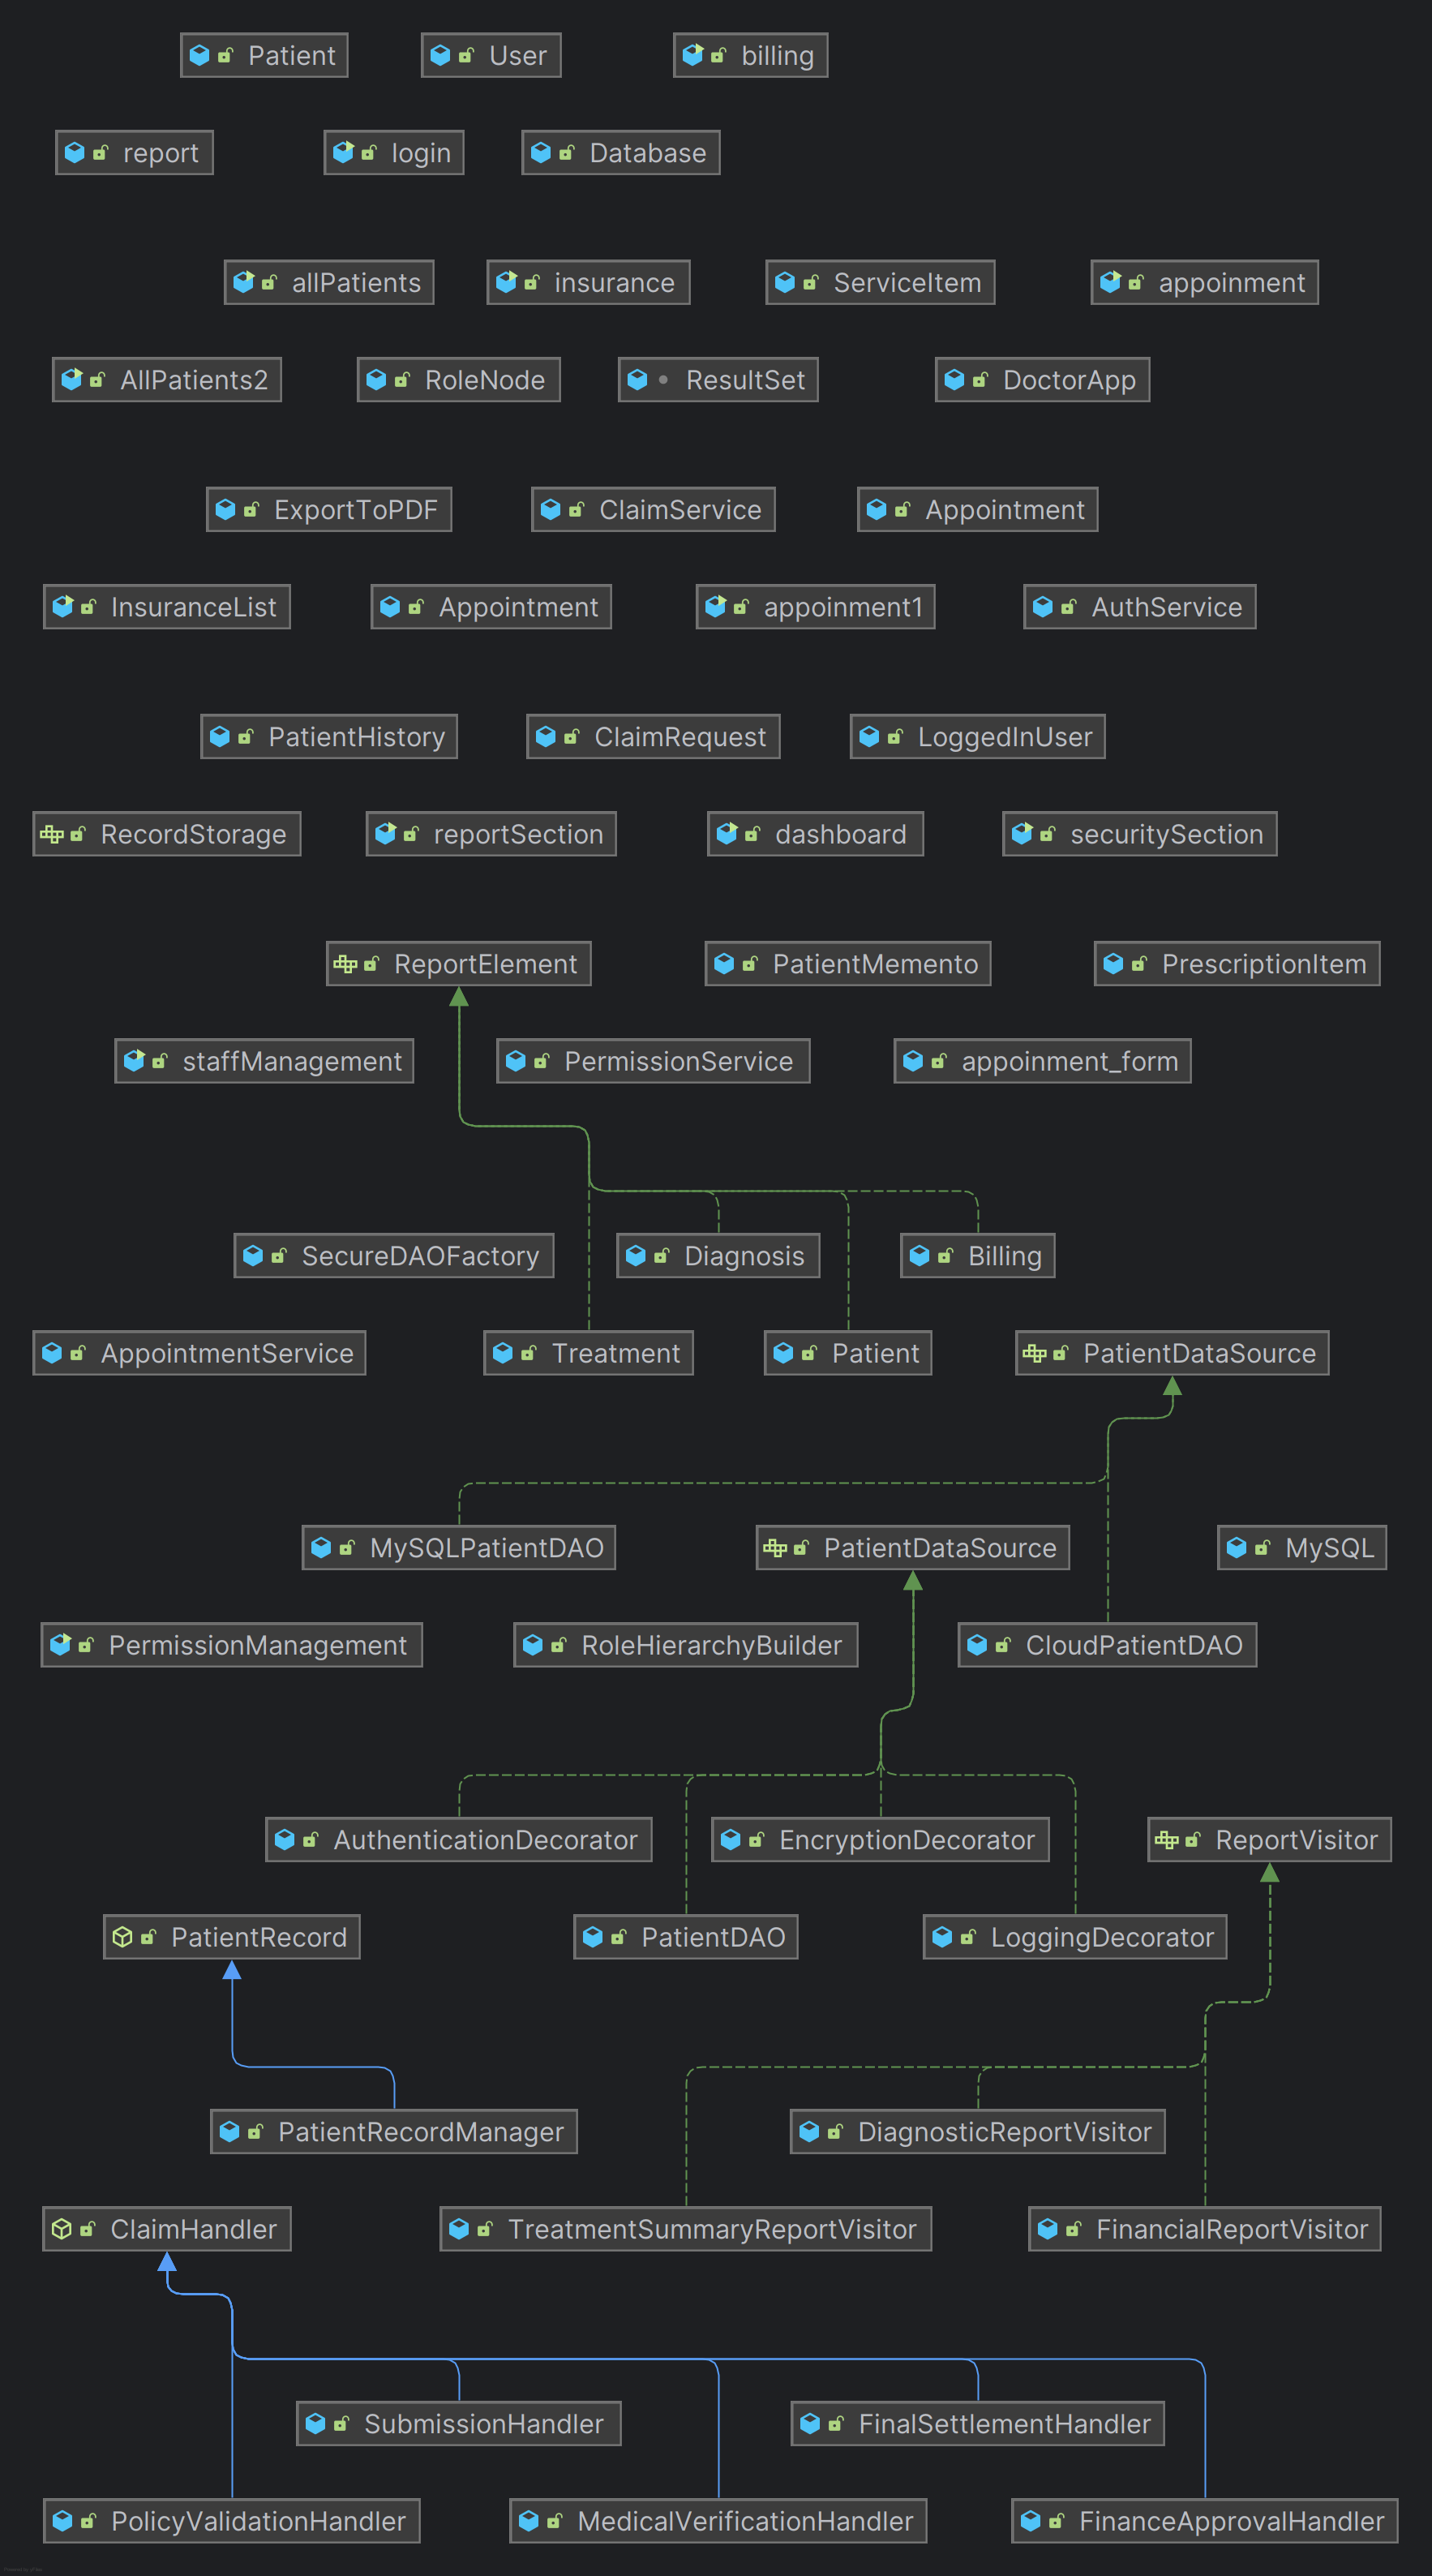 Patient
User
billing
report
login
Database
allPatients
insurance
ServiceItem
appoinment
AllPatients2
RoleNode
ResultSet
DoctorApp
ExportToPDF
ClaimService
Appointment
InsuranceList
Appointment
appoinment1
AuthService
PatientHistory
ClaimRequest
LoggedInUser
RecordStorage
reportSection
dashboard
securitySection
ReportElement
PatientMemento
PrescriptionItem
staffManagement
PermissionService
appoinment_form
SecureDAOFactory
Diagnosis
Billing
AppointmentService
Treatment
Patient
PatientDataSource
MySQLPatientDAO
PatientDataSource
MySQL
PermissionManagement
RoleHierarchyBuilder
CloudPatientDAO
AuthenticationDecorator
EncryptionDecorator
ReportVisitor
PatientRecord
PatientDAO
LoggingDecorator
PatientRecordManager
DiagnosticReportVisitor
ClaimHandler
TreatmentSummaryReportVisitor
FinancialReportVisitor
SubmissionHandler
FinalSettlementHandler
PolicyValidationHandler
MedicalVerificationHandler
FinanceApprovalHandler